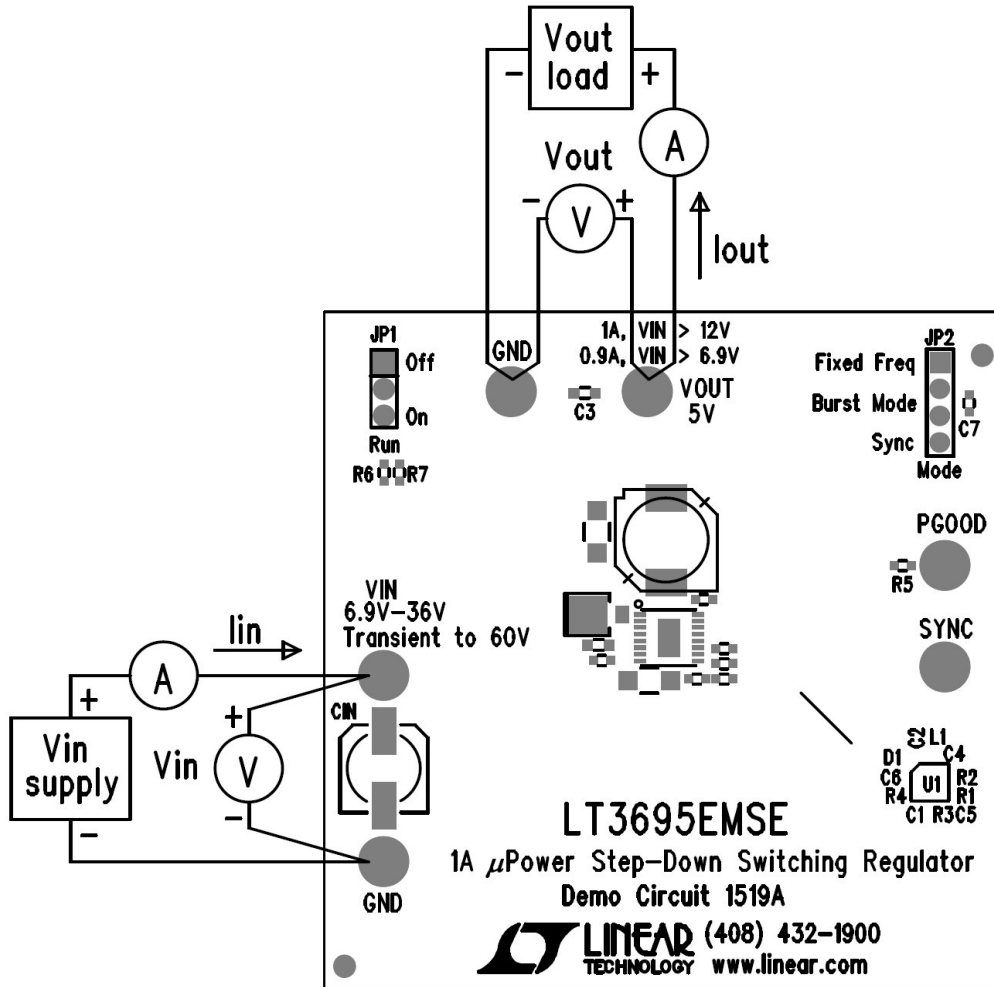 Vout
load
-
+
A
Vout
-
+
V
Iout
JP1
Off
On
Run
R6
R7
GND
C3
1A, VIN > 12V
0.9A, VIN > 6.9V
VOUT
5V
JP2
Fixed Freq
Burst Mode
Sync
C7
Mode
PGOOD
R5
SYNC
VIN
6.9V-36V
Transient to 60V
Iin
A
+
Vin
supply
-
Vin
+
V
-
CIN
GND
C2
L1
D1
C4
C6
U1
R2
R4
R1
C1
R3
C5
LT3695EMSE
1A µPower Step-Down Switching Regulator
Demo Circuit 1519A
LINEAR
TECHNOLOGY
(408) 432-1900
www.linear.com